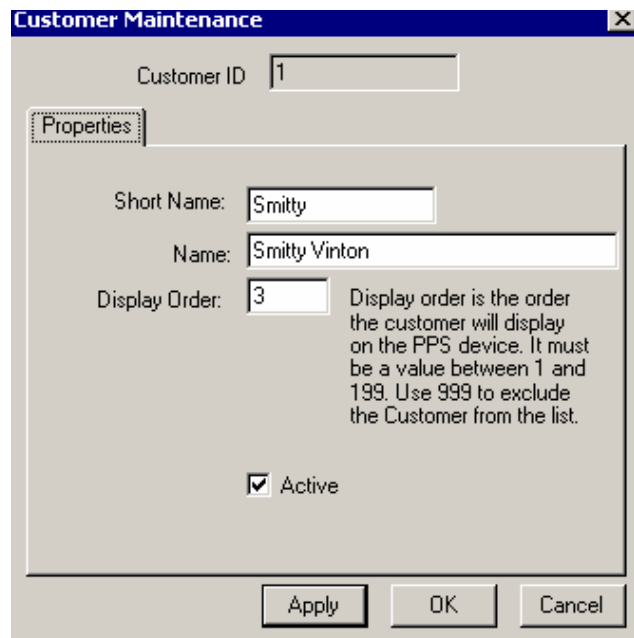 Customer Maintenance
Customer ID 1
Properties
Short Name: Smitty
Name: Smitty Vinton
Display Order: 3
Display order is the order
the customer will display
on the PPS device. It must
be a value between 1 and
199. Use 999 to exclude
the Customer from the list.
Active
Apply OK Cancel